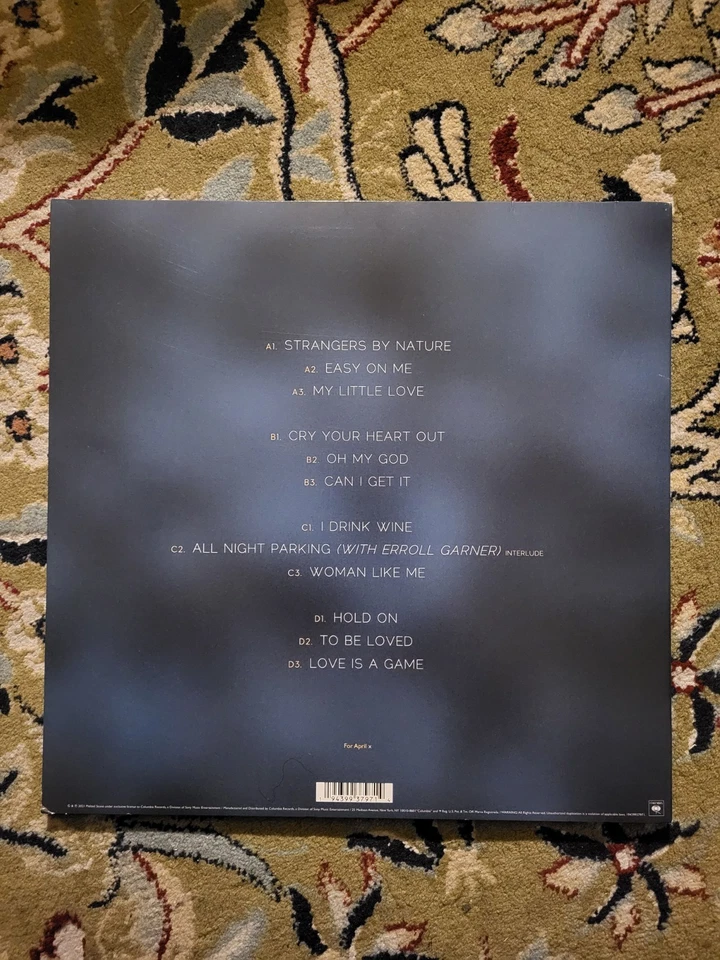 A1. STRANGERS BY NATURE
A2. EASY ON ME
A3. MY LITTLE LOVE
B1. CRY YOUR HEART OUT
B2. OH MY GOD
B3. CAN I GET IT
C1. I DRINK WINE
C2. ALL NIGHT PARKING (WITH ERROLL GARNER) INTERLUDE
C3. WOMAN LIKE ME
D1. HOLD ON
D2. TO BE LOVED
D3. LOVE IS A GAME
For April x
94399 37971